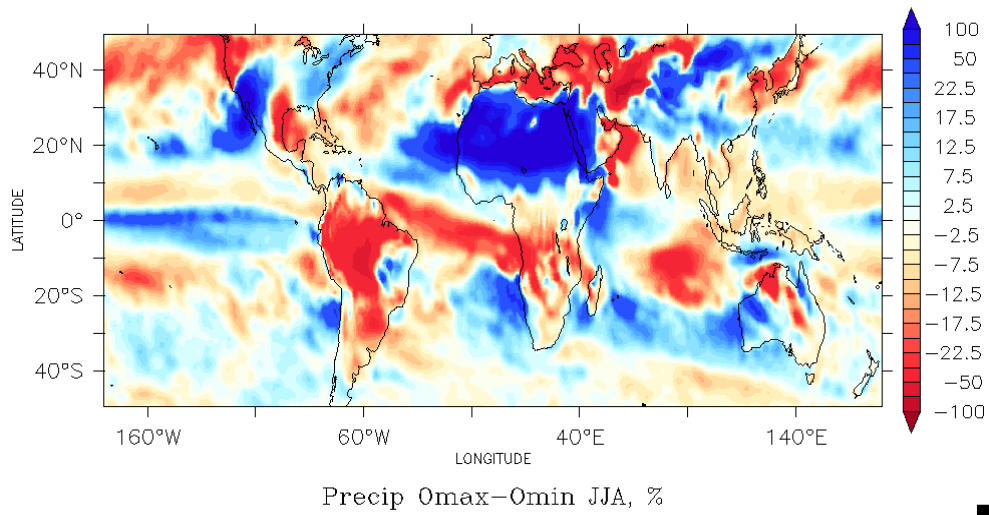 40°N
20°N
0°
20°S
40°S
LATITUDE
160°W
60°W
40°E
140°E
LONGITUDE
100
50
22.5
17.5
12.5
7.5
2.5
−2.5
−7.5
−12.5
−17.5
−22.5
−50
−100
Precip Omax−Omin JJA, %